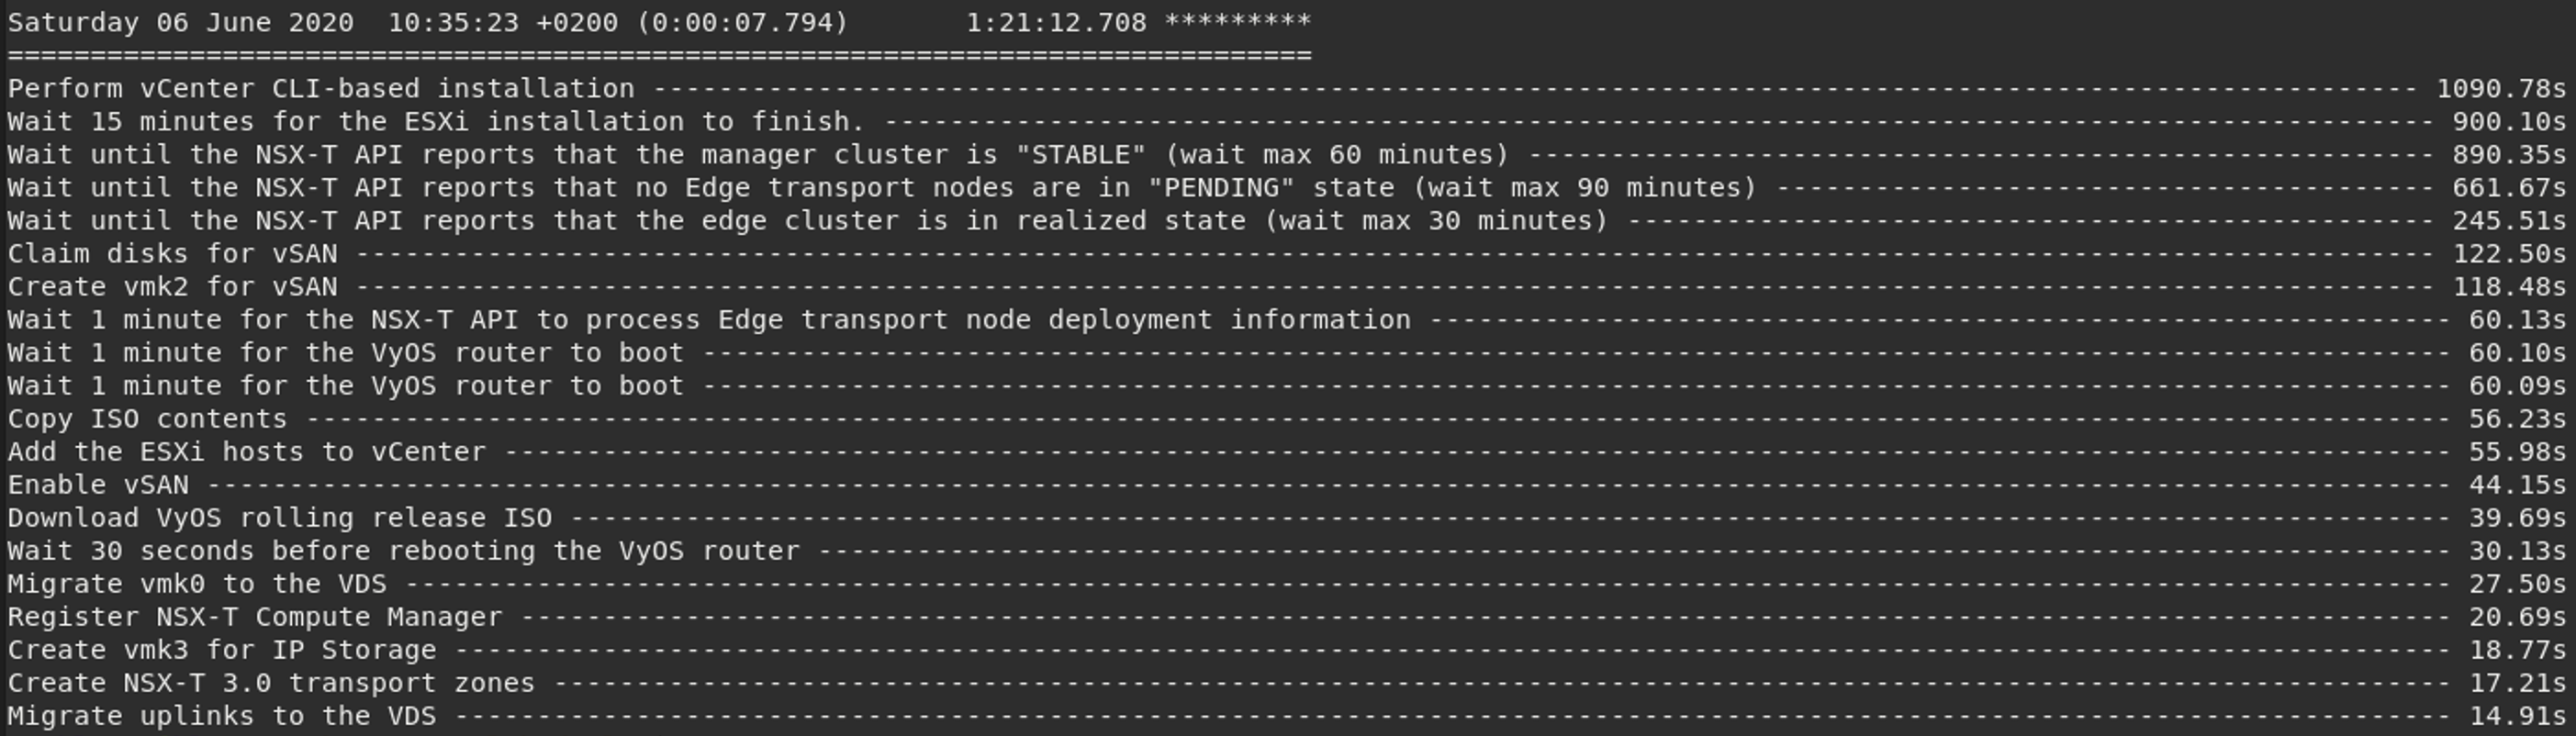 Saturday 06 June 2020  10:35:23 +0200 (0:00:07.794)       1:21:12.708 *********
===============================================================================
Perform vCenter CLI-based installation ----------------------------------------------------------------------------------------------------------- 1090.78s
Wait 15 minutes for the ESXi installation to finish. ---------------------------------------------------------------------------------------------- 900.10s
Wait until the NSX-T API reports that the manager cluster is "STABLE" (wait max 60 minutes) ------------------------------------------------------- 890.35s
Wait until the NSX-T API reports that no Edge transport nodes are in "PENDING" state (wait max 90 minutes) ---------------------------------------- 661.67s
Wait until the NSX-T API reports that the edge cluster is in realized state (wait max 30 minutes) ------------------------------------------------- 245.51s
Claim disks for vSAN ------------------------------------------------------------------------------------------------------------------------------ 122.50s
Create vmk2 for vSAN ------------------------------------------------------------------------------------------------------------------------------ 118.48s
Wait 1 minute for the NSX-T API to process Edge transport node deployment information -------------------------------------------------------------- 60.13s
Wait 1 minute for the VyOS router to boot ---------------------------------------------------------------------------------------------------------- 60.10s
Wait 1 minute for the VyOS router to boot ---------------------------------------------------------------------------------------------------------- 60.09s
Copy ISO contents ---------------------------------------------------------------------------------------------------------------------------------- 56.23s
Add the ESXi hosts to vCenter ---------------------------------------------------------------------------------------------------------------------- 55.98s
Enable vSAN ---------------------------------------------------------------------------------------------------------------------------------------- 44.15s
Download VyOS rolling release ISO ------------------------------------------------------------------------------------------------------------------ 39.69s
Wait 30 seconds before rebooting the VyOS router --------------------------------------------------------------------------------------------------- 30.13s
Migrate vmk0 to the VDS ---------------------------------------------------------------------------------------------------------------------------- 27.50s
Register NSX-T Compute Manager --------------------------------------------------------------------------------------------------------------------- 20.69s
Create vmk3 for IP Storage ------------------------------------------------------------------------------------------------------------------------- 18.77s
Create NSX-T 3.0 transport zones ------------------------------------------------------------------------------------------------------------------- 17.21s
Migrate uplinks to the VDS ------------------------------------------------------------------------------------------------------------------------- 14.91s